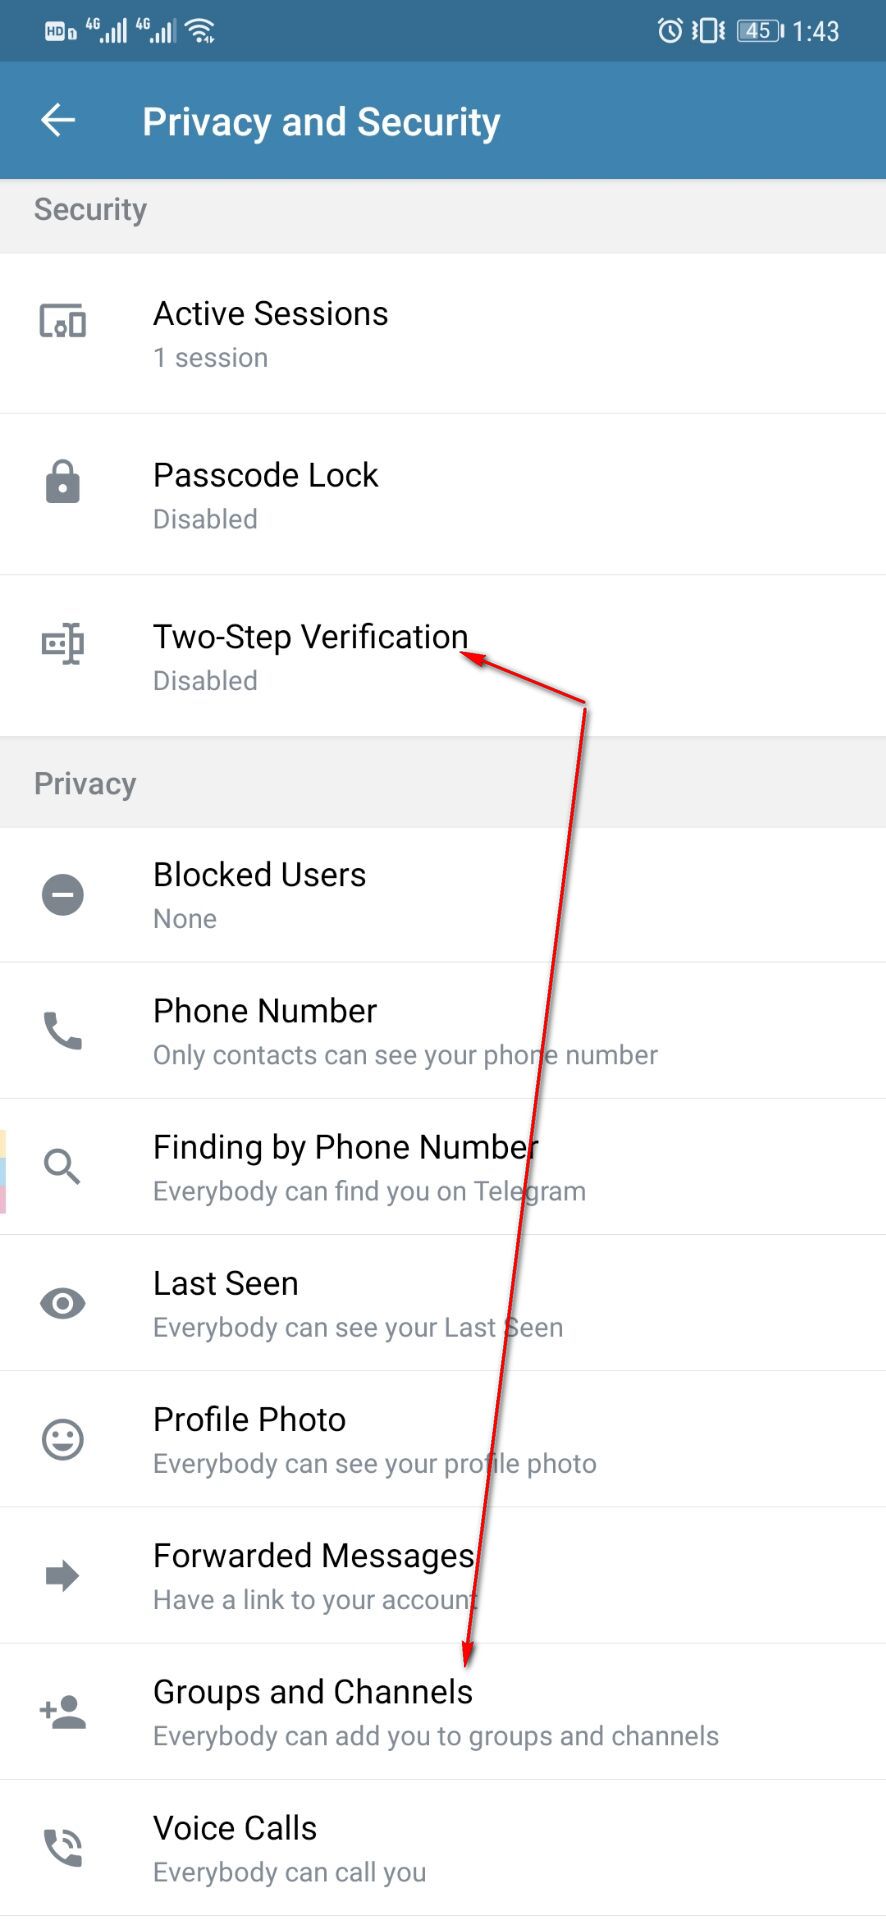 HD 1 4G 4G 45 1:43
Privacy and Security
Security
Active Sessions
1 session
Passcode Lock
Disabled
Two-Step Verification
Disabled
Privacy
Blocked Users
None
Phone Number
Only contacts can see your phone number
Finding by Phone Number
Everybody can find you on Telegram
Last Seen
Everybody can see your Last Seen
Profile Photo
Everybody can see your profile photo
Forwarded Messages
Have a link to your account
Groups and Channels
Everybody can add you to groups and channels
Voice Calls
Everybody can call you